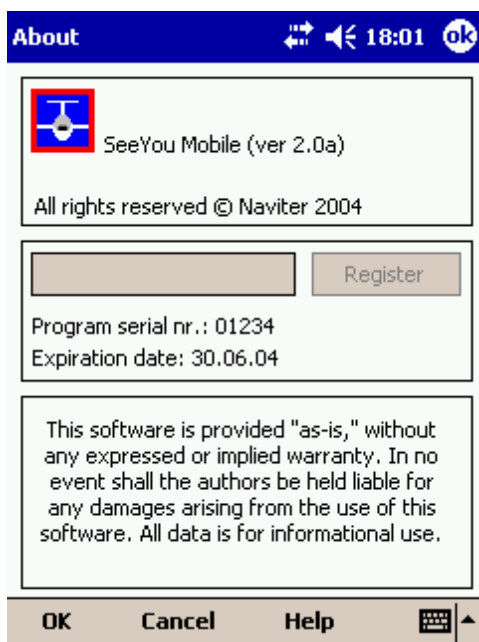 About 18:01 ok
SeeYou Mobile (ver 2.0a)
All rights reserved © Naviter 2004
Register
Program serial nr.: 01234
Expiration date: 30.06.04
This software is provided "as-is," without
any expressed or implied warranty. In no
event shall the authors be held liable for
any damages arising from the use of this
software. All data is for informational use.
OK Cancel Help